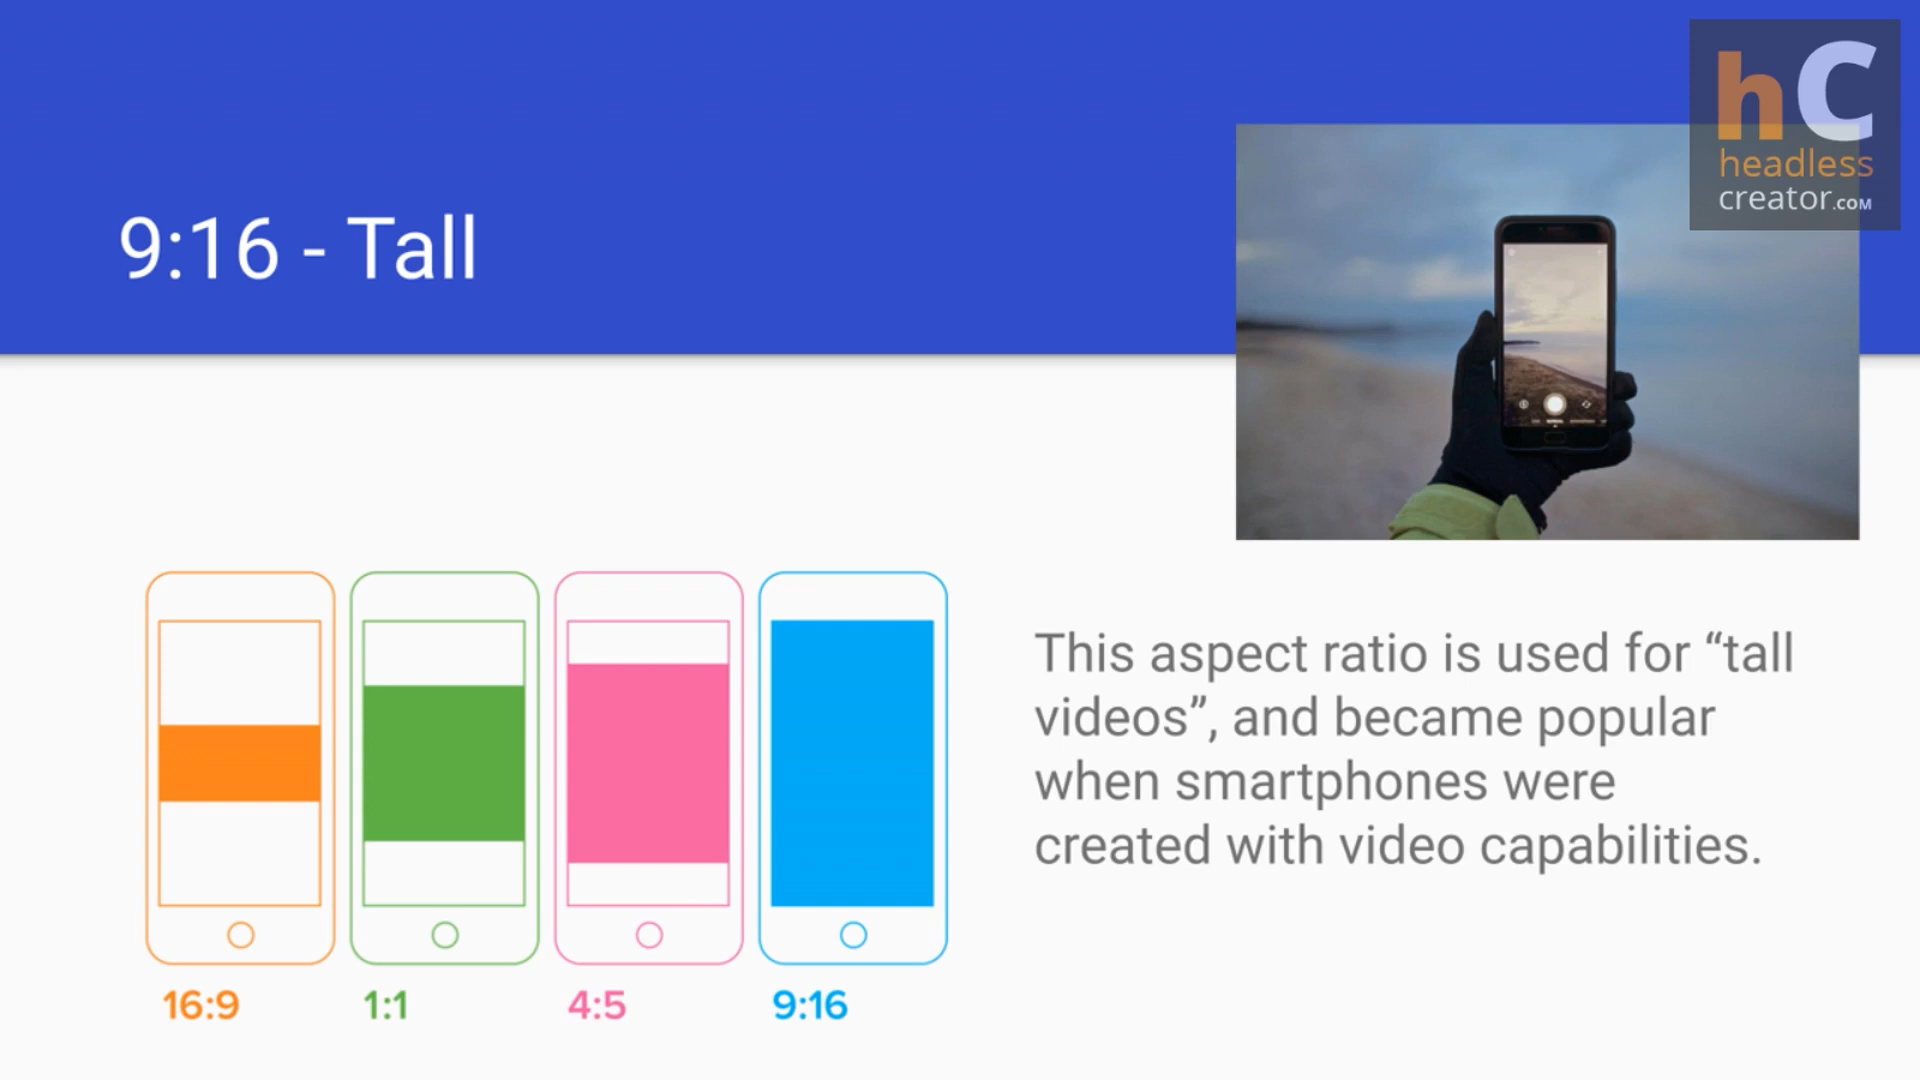 hC
headless
creator.COM
9:16 - Tall
This aspect ratio is used for “tall
videos”, and became popular
when smartphones were
created with video capabilities.
16:9
1:1
4:5
9:16